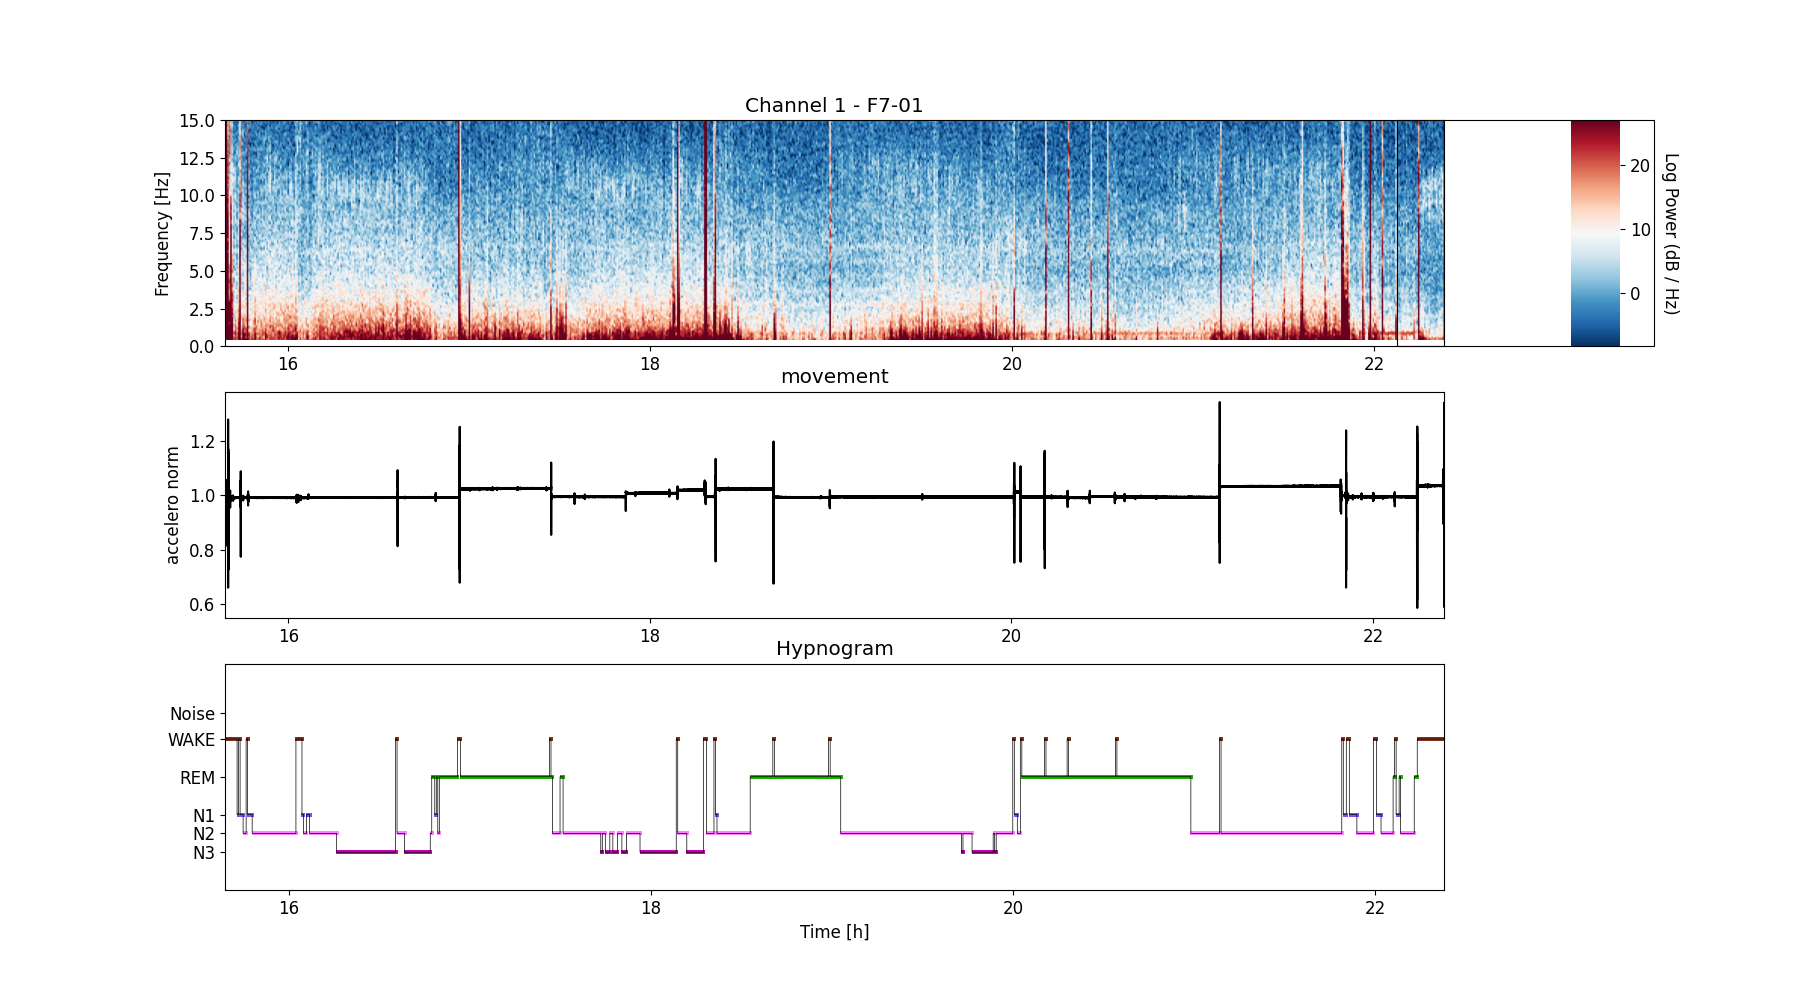 Channel 1 - F7-01
15.0
12.5
10.0
7.5
5.0
2.5
0.0
Frequency [Hz]
16 18 20 22
20
10
0
Log Power (dB / Hz)
movement
1.2
1.0
0.8
0.6
accelero norm
16 18 20 22
Hypnogram
Noise
WAKE
REM
N1
N2
N3
16 18 20 22
Time [h]